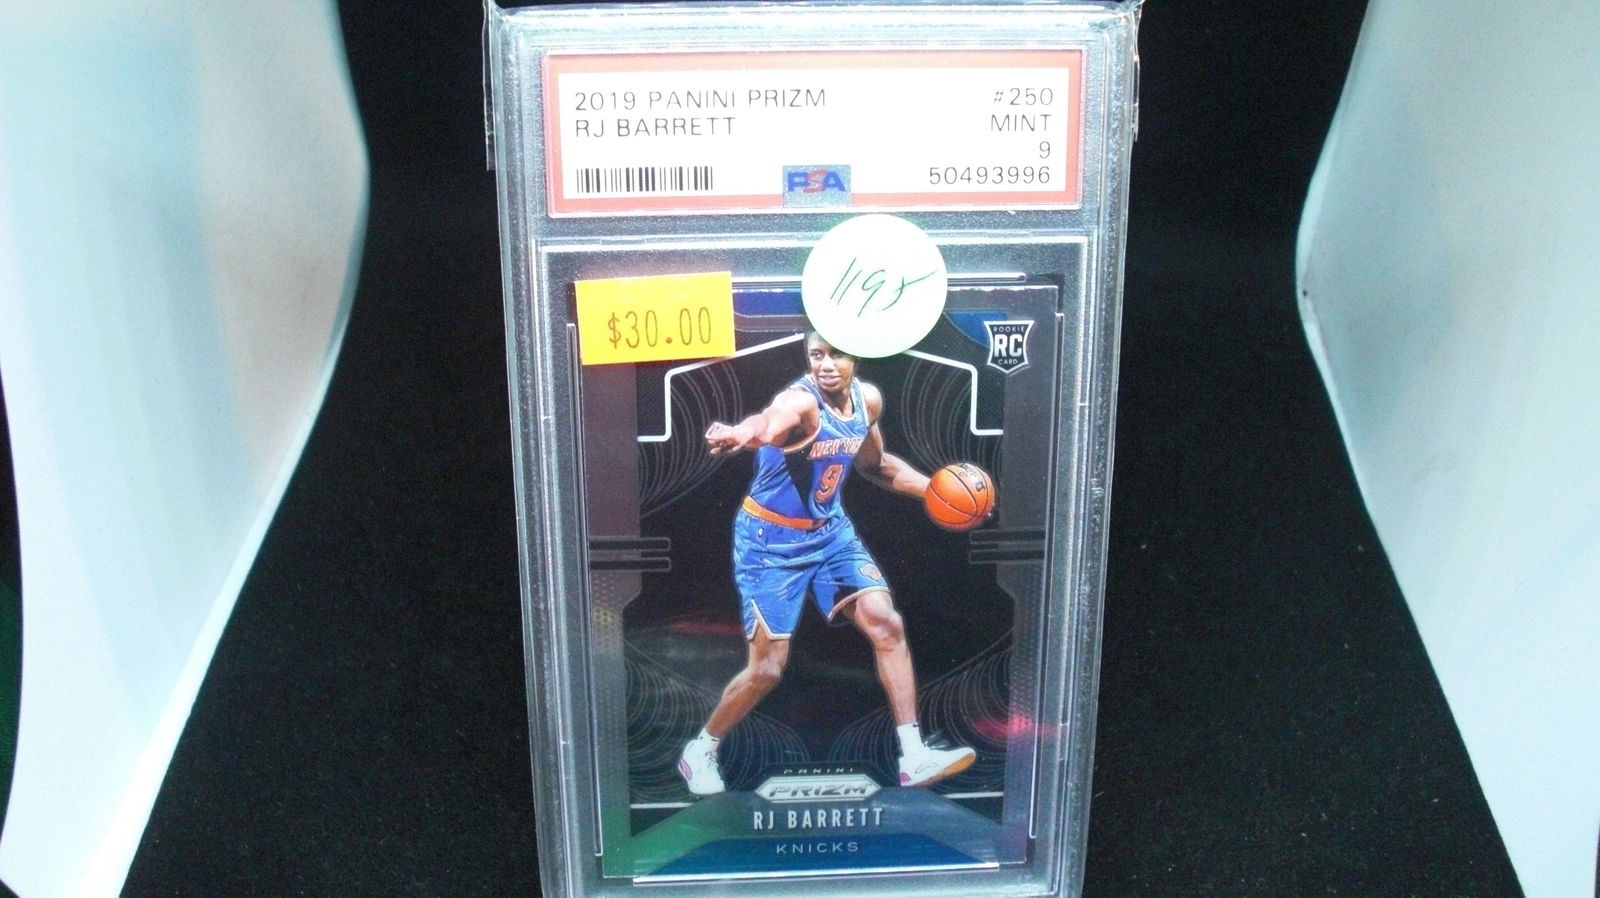 2019 PANINI PRIZM #250
RJ BARRETT MINT
9
PSA 50493996
1195
$30.00
ROOKIE
RC
CARD
NEW YORK
9
PANINI
PRIZM
RJ BARRETT
KNICKS